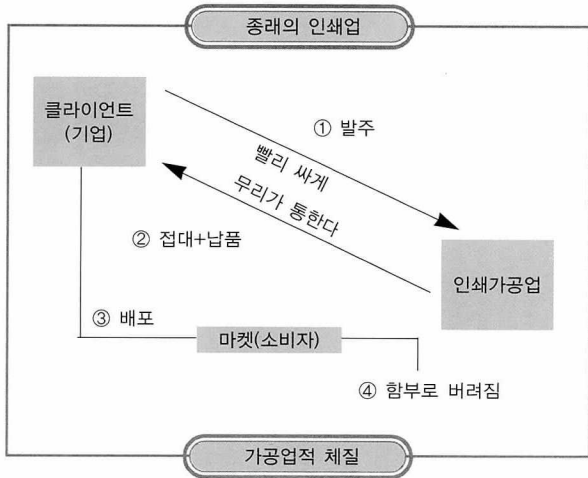 종래의 인쇄업
클라이언트
(기업)
① 발주
빨리 싸게
무리가 통한다
② 접대+납품
인쇄가공업
③ 배포
마켓(소비자)
④ 함부로 버려짐
가공업적 체질